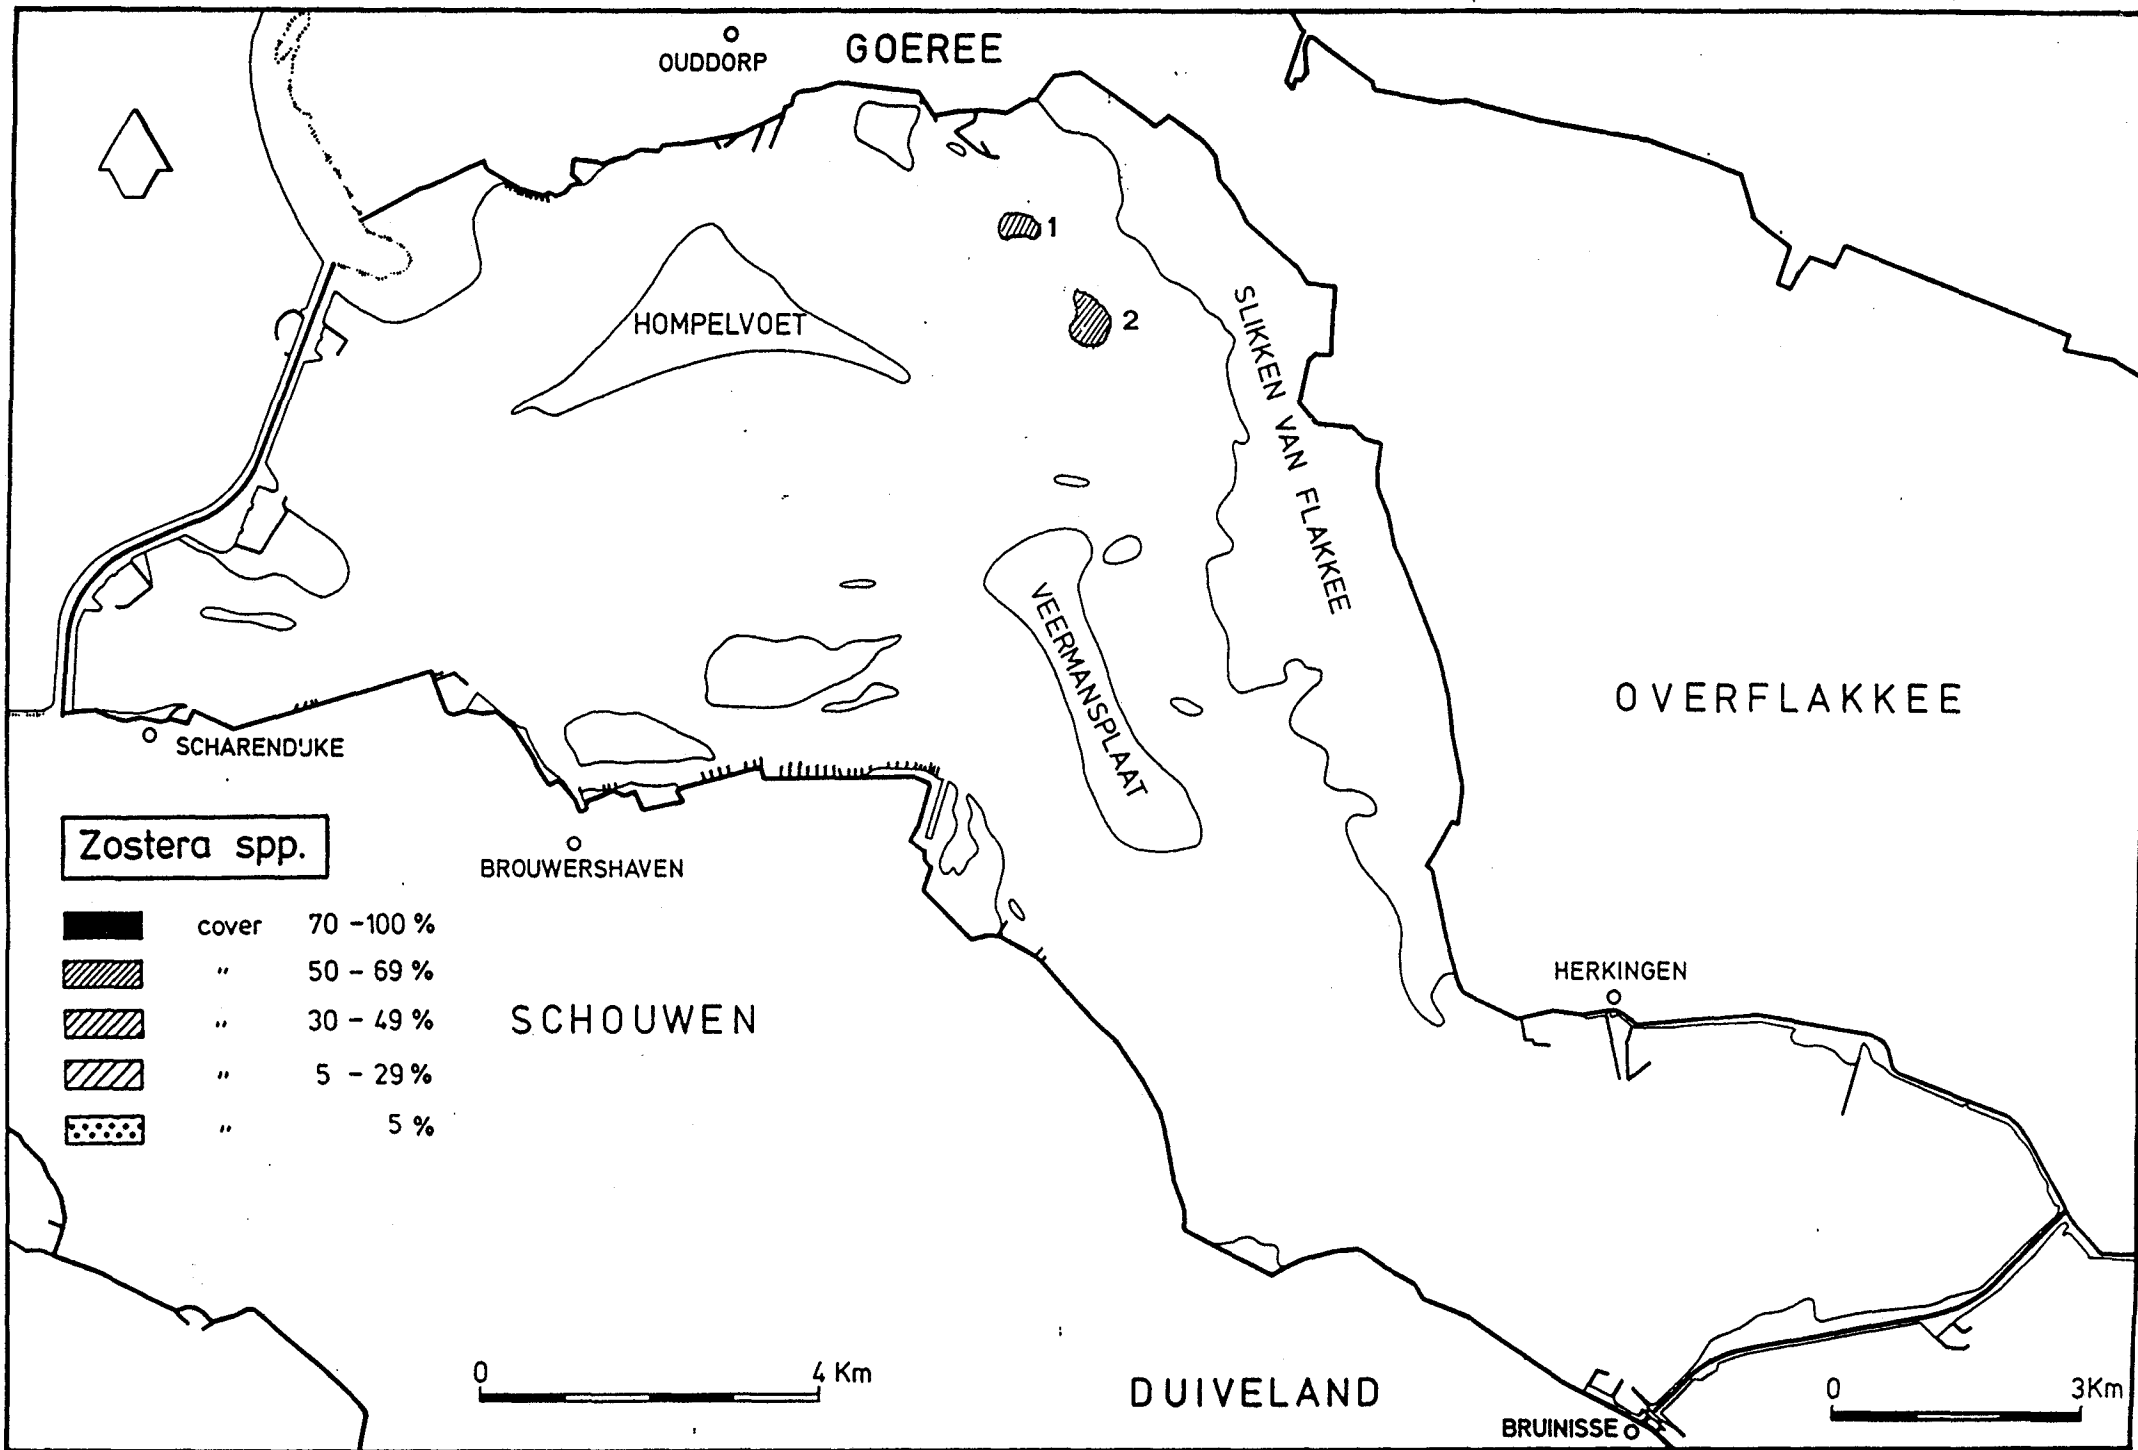 OUDDORP
GOEREE
1
2
HOMPELVOET
SLIKKEN VAN FLAKKEE
VEERMANSPLAAT
OVERFLAKKEE
SCHARENDIJKE
BROUWERSHAVEN
Zostera spp.
cover 70 - 100 %
" 50 - 69 %
" 30 - 49 %
" 5 - 29 %
" 5 %
SCHOUWEN
HERKINGEN
0 4 Km
DUIVELAND
BRUINISSE
0 3Km